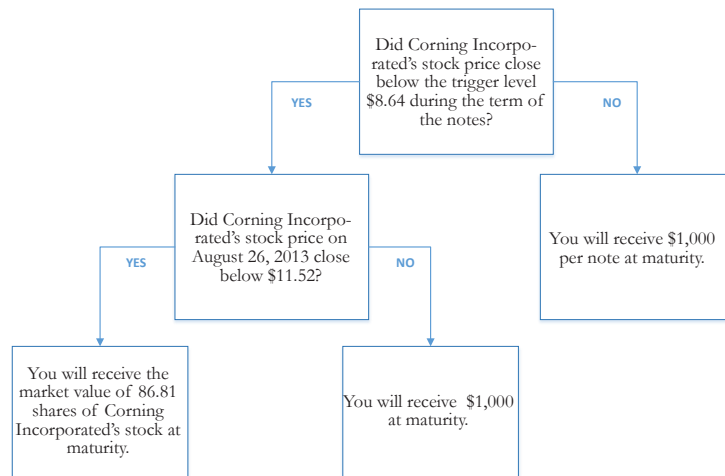 Did Corning Incorpo-
rated's stock price close
below the trigger level
$8.64 during the term of
the notes?
YES
NO
Did Corning Incorpo-
rated's stock price on
August 26, 2013 close
below $11.52?
You will receive $1,000
per note at maturity.
YES
NO
You will receive the
market value of 86.81
shares of Corning
Incorporated's stock at
maturity.
You will receive $1,000
at maturity.